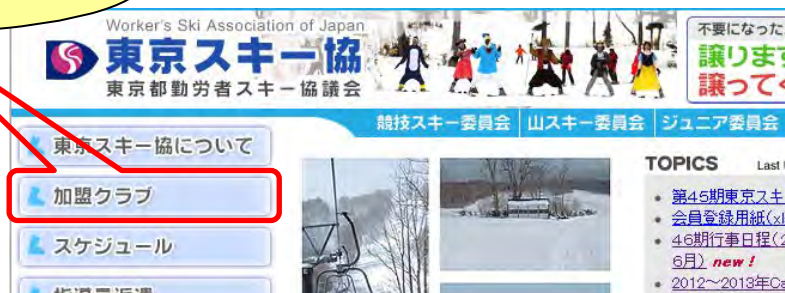 Worker's Ski Association of Japan
東京スキー協
東京都勤労者スキー協議会
不要になった
譲りま
譲って
競技スキー委員会 山スキー委員会 ジュニア委員会
東京スキー協について
加盟クラブ
スケジュール
TOPICS Last
第45期東京スキ
会員登録用紙(xl
46期行事日程(2
6月) new!
2012～2013年Ca